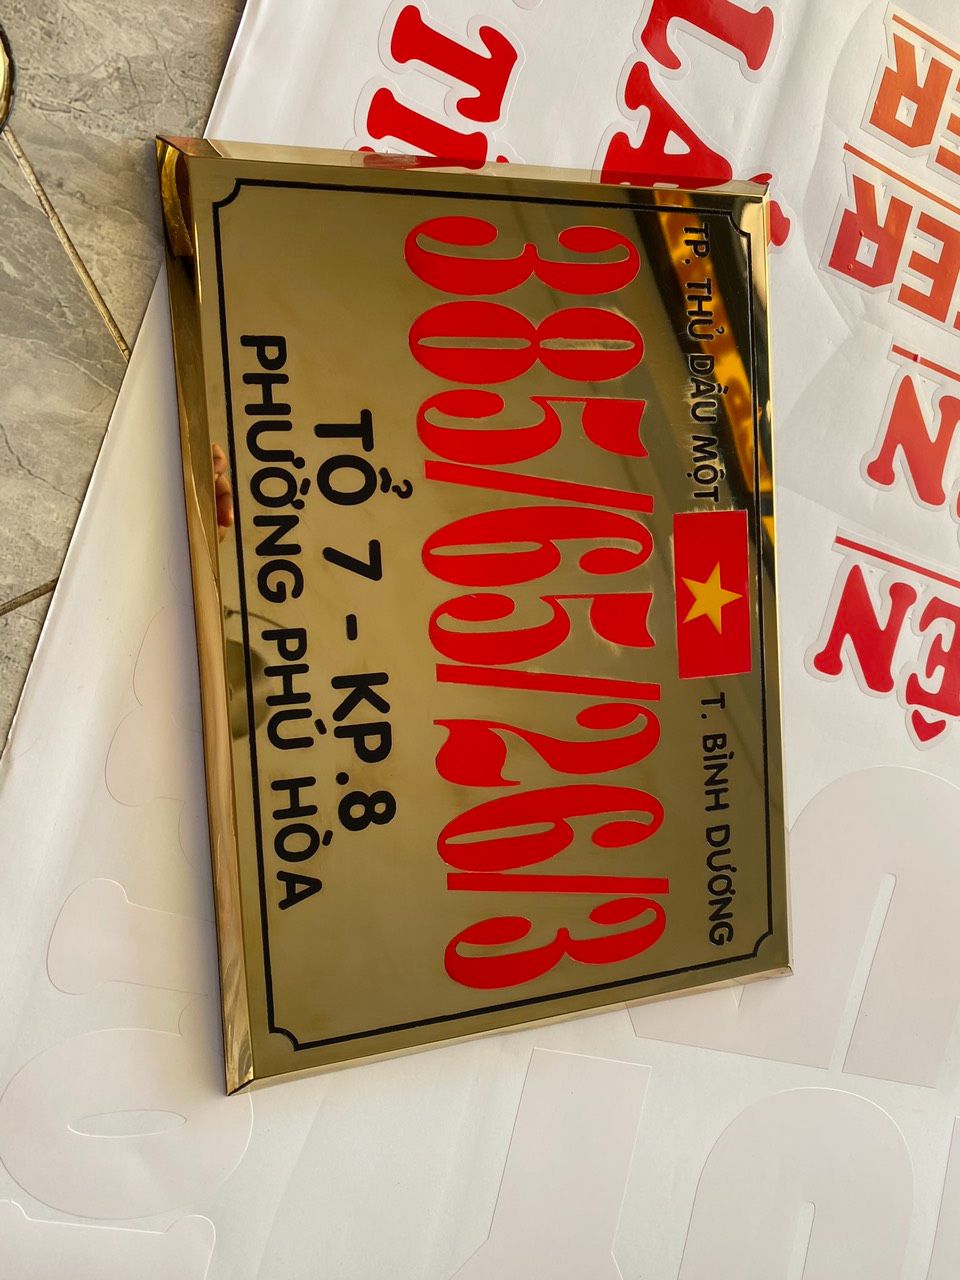 TP. THỦ DẦU MỘT T. BÌNH DƯƠNG
385/65/26/3
TỔ 7 - KP.8
PHƯỜNG PHÚ HÒA